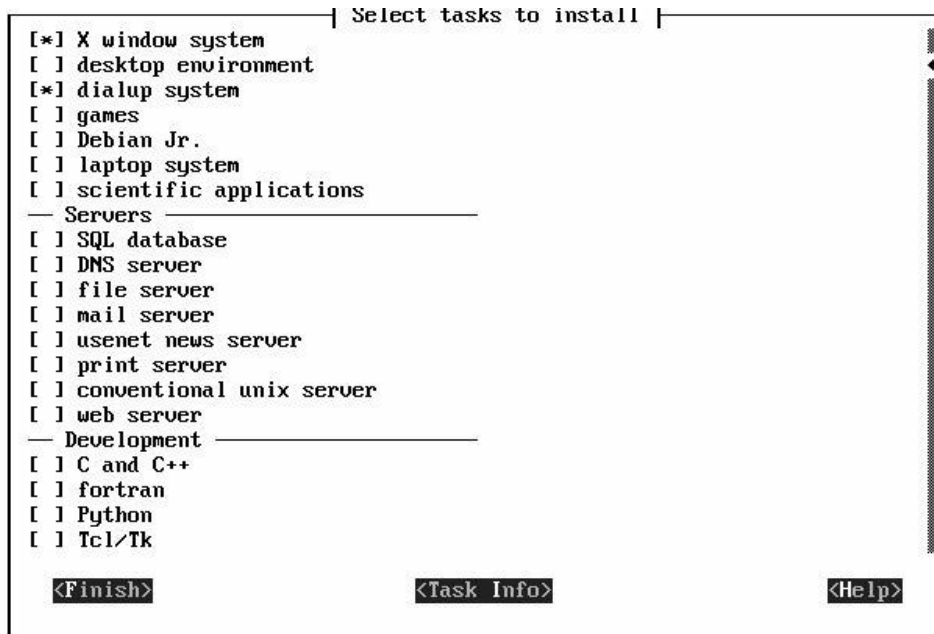 Select tasks to install
[*] X window system
[ ] desktop environment
[*] dialup system
[ ] games
[ ] Debian Jr.
[ ] laptop system
[ ] scientific applications
Servers
[ ] SQL database
[ ] DNS server
[ ] file server
[ ] mail server
[ ] usenet news server
[ ] print server
[ ] conventional unix server
[ ] web server
Development
[ ] C and C++
[ ] fortran
[ ] Python
[ ] Tcl/Tk
<Finish> <Task Info> <Help>